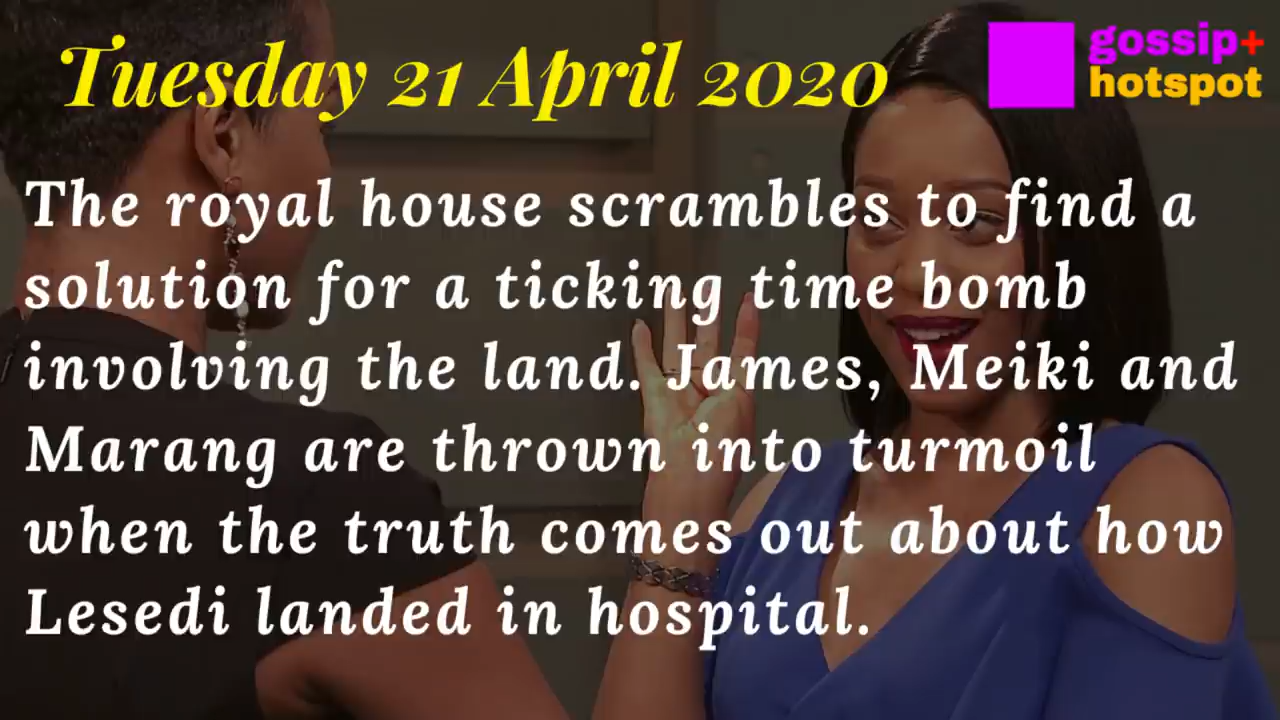 Tuesday 21 April 2020
gossip+
hotspot
The royal house scrambles to find a
solution for a ticking time bomb
involving the land. James, Meiki and
Marang are thrown into turmoil
when the truth comes out about how
Lesedi landed in hospital.